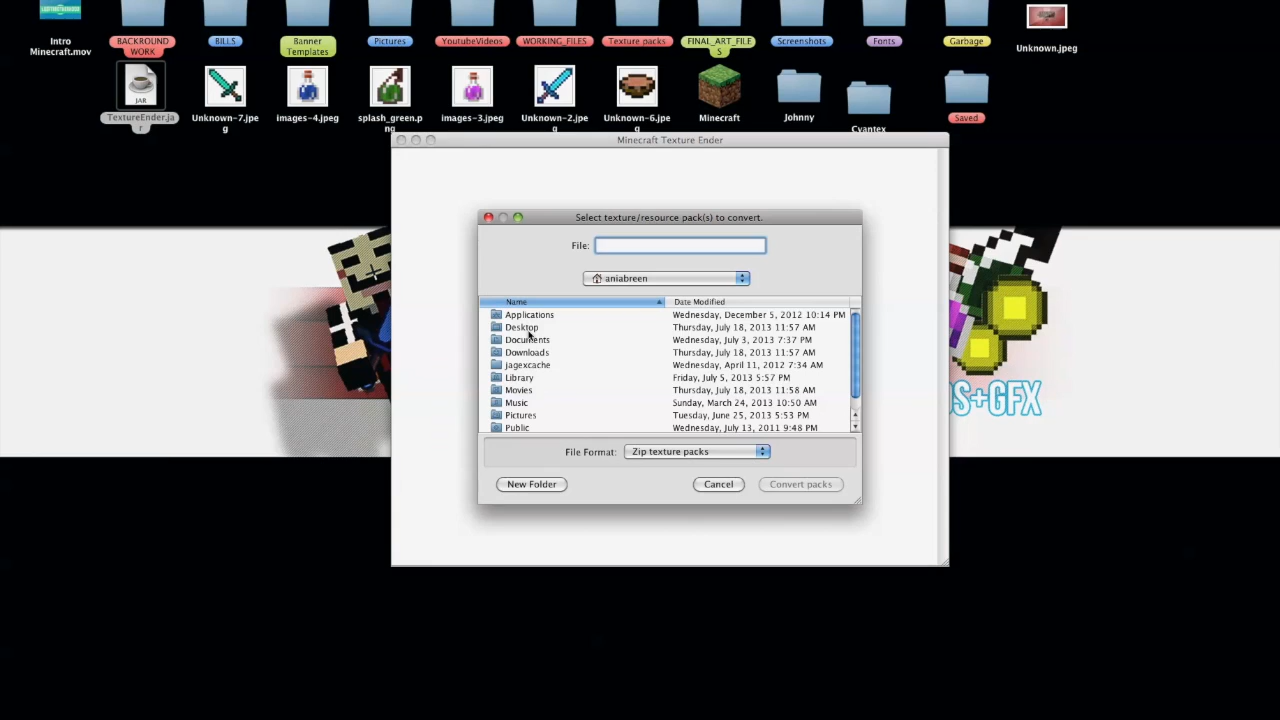 Intro
Minecraft.mov
BACKROUND
WORK
BILLS
Banner
Templates
Pictures
YoutubeVideos
WORKING_FILES
Texture packs
FINAL_ART_FILE
S
Screenshots
Fonts
Garbage
Unknown.jpeg
JAR
TextureEnder.ja
r
Unknown-7.jpe
g
images-4.jpeg
splash_green.p
ng
images-3.jpeg
Unknown-2.jpe
g
Unknown-6.jpe
g
Minecraft
Johnny
Cyantex
Saved
Minecraft Texture Ender
Select texture/resource pack(s) to convert.
File:
aniabreen
Name Date Modified
Applications Wednesday, December 5, 2012 10:14 PM
Desktop Thursday, July 18, 2013 11:57 AM
Documents Wednesday, July 3, 2013 7:37 PM
Downloads Thursday, July 18, 2013 11:57 AM
Jagexcache Wednesday, April 11, 2012 7:34 AM
Library Friday, July 5, 2013 5:57 PM
Movies Thursday, July 18, 2013 11:58 AM
Music Sunday, March 24, 2013 10:50 AM
Pictures Tuesday, June 25, 2013 5:53 PM
Public Wednesday, July 13, 2011 9:48 PM
File Format: Zip texture packs
New Folder Cancel Convert packs
S+GFX